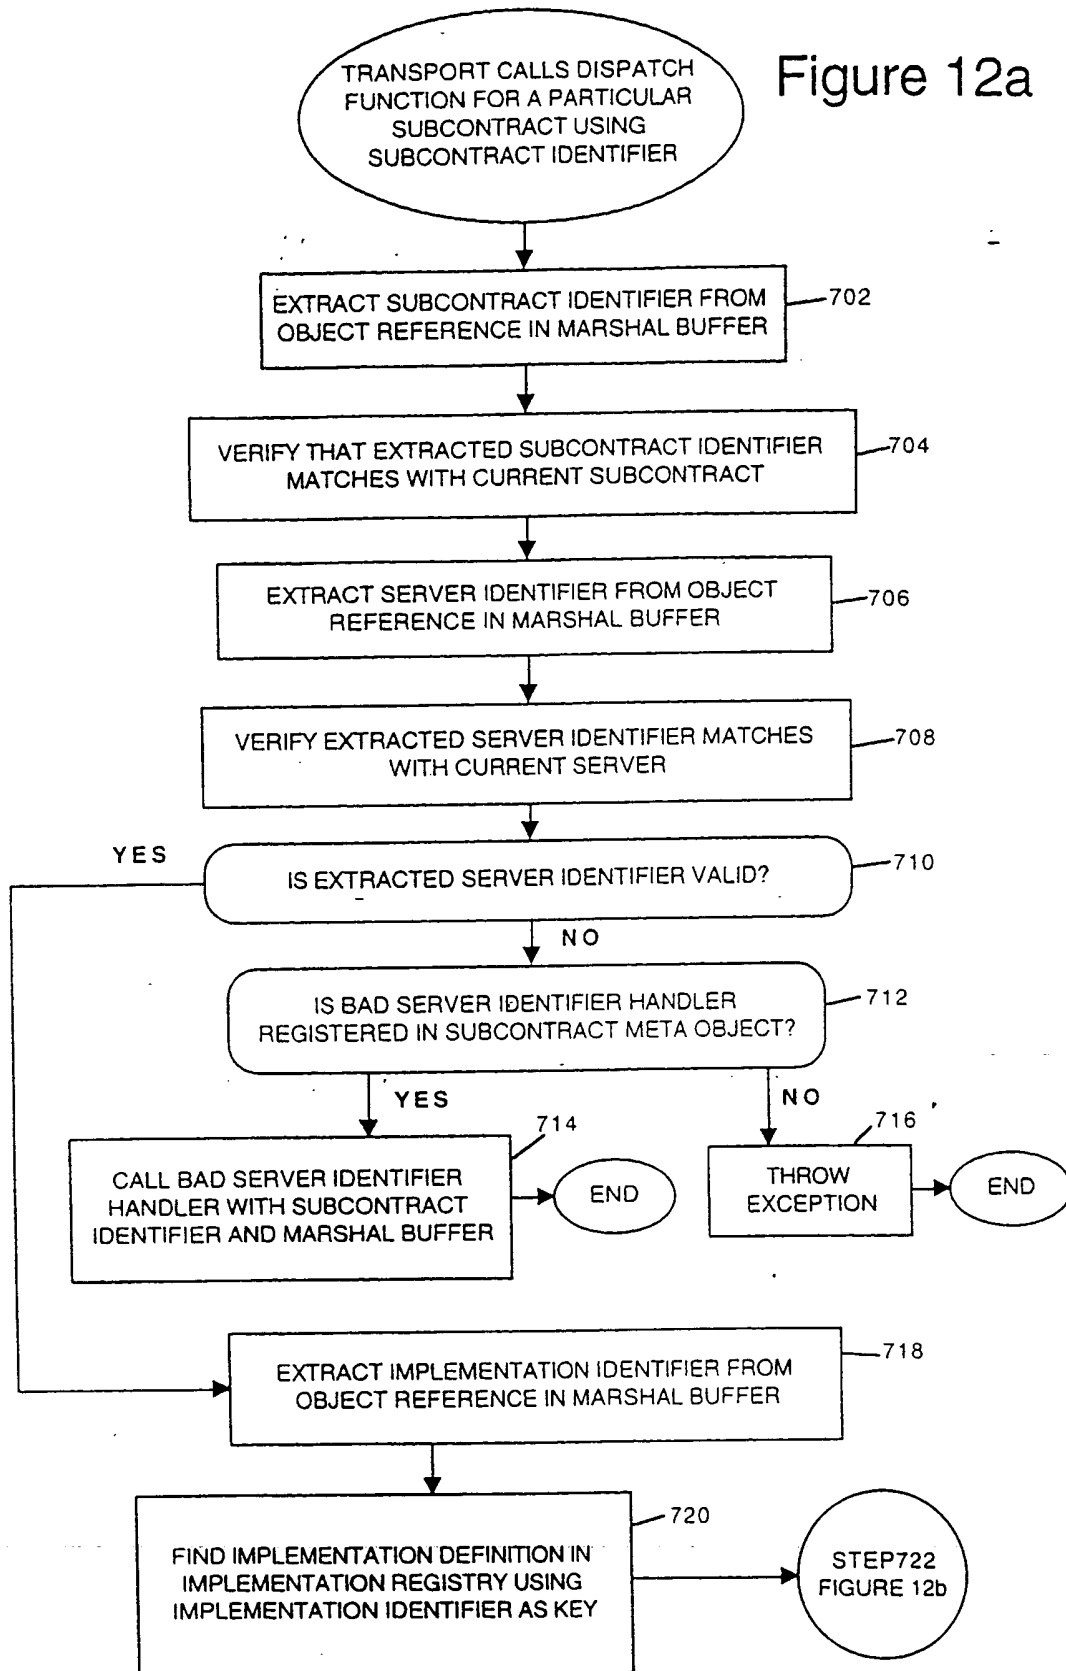 Figure 12a
TRANSPORT CALLS DISPATCH
FUNCTION FOR A PARTICULAR
SUBCONTRACT USING
SUBCONTRACT IDENTIFIER
EXTRACT SUBCONTRACT IDENTIFIER FROM
OBJECT REFERENCE IN MARSHAL BUFFER
702
VERIFY THAT EXTRACTED SUBCONTRACT IDENTIFIER
MATCHES WITH CURRENT SUBCONTRACT
704
EXTRACT SERVER IDENTIFIER FROM OBJECT
REFERENCE IN MARSHAL BUFFER
706
VERIFY EXTRACTED SERVER IDENTIFIER MATCHES
WITH CURRENT SERVER
708
YES
IS EXTRACTED SERVER IDENTIFIER VALID?
710
NO
IS BAD SERVER IDENTIFIER HANDLER
REGISTERED IN SUBCONTRACT META OBJECT?
712
YES
NO
714
CALL BAD SERVER IDENTIFIER
HANDLER WITH SUBCONTRACT
IDENTIFIER AND MARSHAL BUFFER
END
716
THROW
EXCEPTION
END
EXTRACT IMPLEMENTATION IDENTIFIER FROM
OBJECT REFERENCE IN MARSHAL BUFFER
718
FIND IMPLEMENTATION DEFINITION IN
IMPLEMENTATION REGISTRY USING
IMPLEMENTATION IDENTIFIER AS KEY
720
STEP722
FIGURE 12b